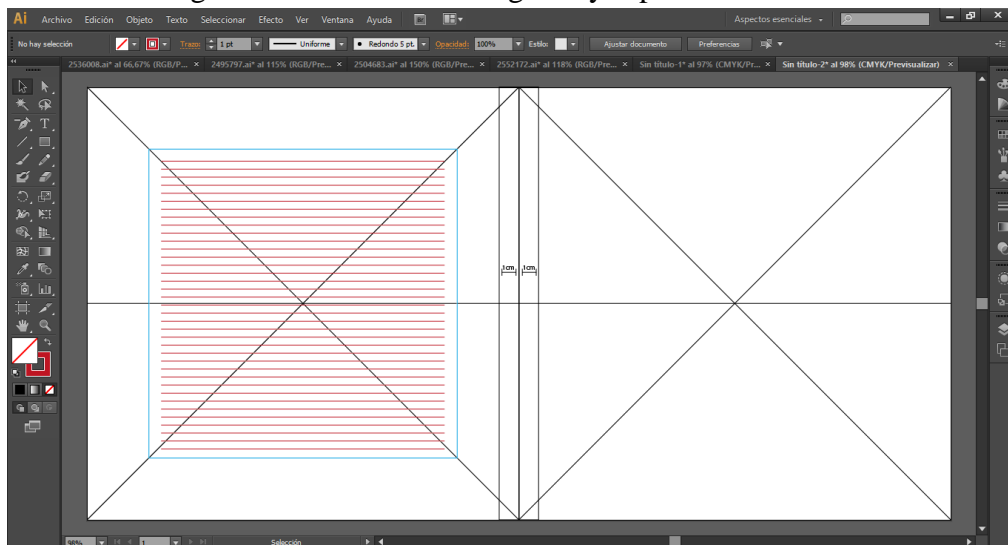 Ai Archivo Edición Objeto Texto Seleccionar Efecto Ver Ventana Ayuda Aspectos esenciales
No hay selección Trazo: 1 pt Uniforme Redondo 5 pt. Opacidad: 100% Estilo: Ajustar documento Preferencias
2536008.ai* al 66,67% (RGB/Pre... × 2495797.ai* al 115% (RGB/Pre... × 2504683.ai* al 150% (RGB/Pre... × 2552172.ai* al 118% (RGB/Pre... × Sin título-1* al 97% (CMYK/Pr... × Sin título-2* al 98% (CMYK/Previsualizar) ×
1cm 1cm
98% 1 Selección